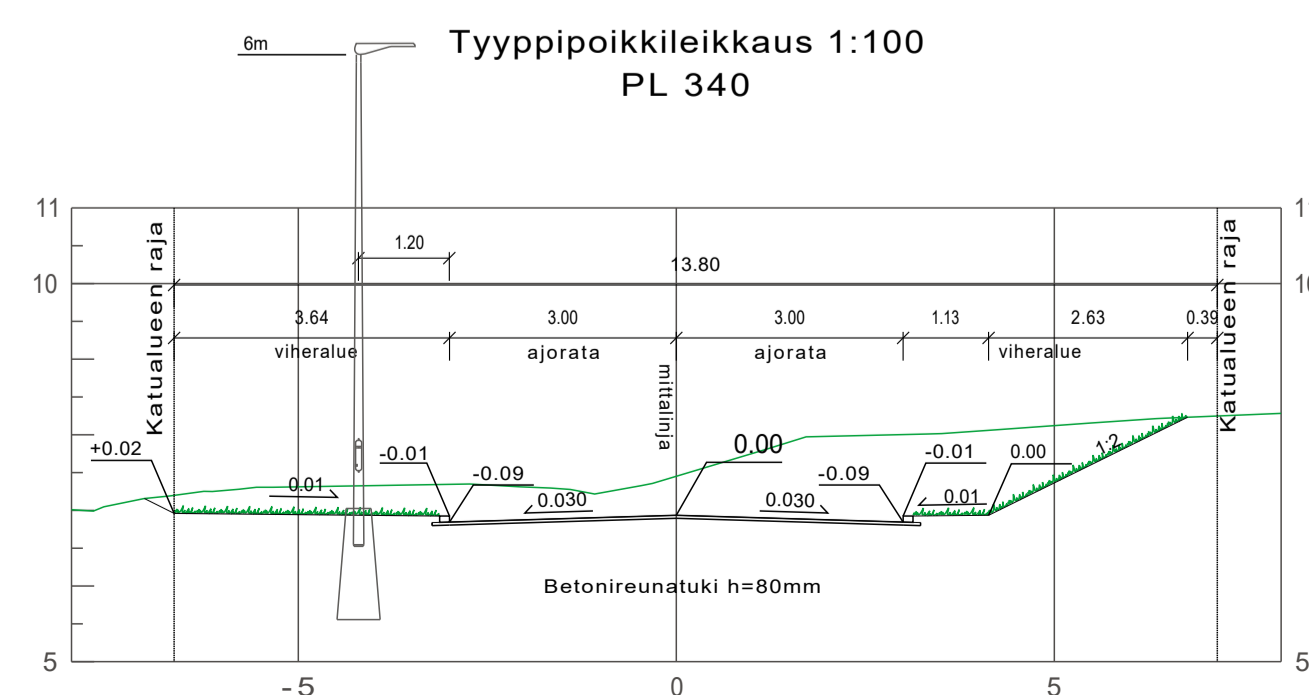 Tyyppipoikkileikkaus 1:100
PL 340
6m
11
11
10
10
5
5
Katualueen raja
Katualueen raja
1.20
13.80
3.64
3.00
3.00
1.13
2.63
0.39
viheralue
ajorata
ajorata
viheralue
mittalinja
+0.02
0.01
-0.01
-0.09
0.030
0.00
0.030
-0.09
-0.01
0.01
0.00
1:2
Betonireunatuki h=80mm
-5
0
5